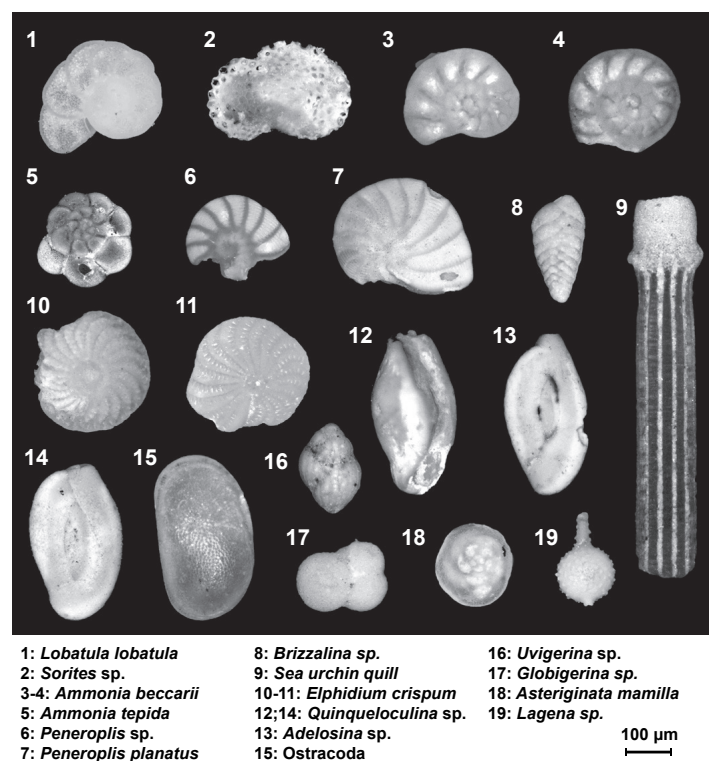 1 2 3 4
5 6 7 8 9
10 11 12 13
14 15 16 17 18 19
1: Lobatula lobatula
2: Sorites sp.
3-4: Ammonia beccarii
5: Ammonia tepida
6: Peneroplis sp.
7: Peneroplis planatus
8: Brizzalina sp.
9: Sea urchin quill
10-11: Elphidium crispum
12;14: Quinqueloculina sp.
13: Adelosina sp.
15: Ostracoda
16: Uvigerina sp.
17: Globigerina sp.
18: Asteriginata mamilla
19: Lagena sp.
100 µm